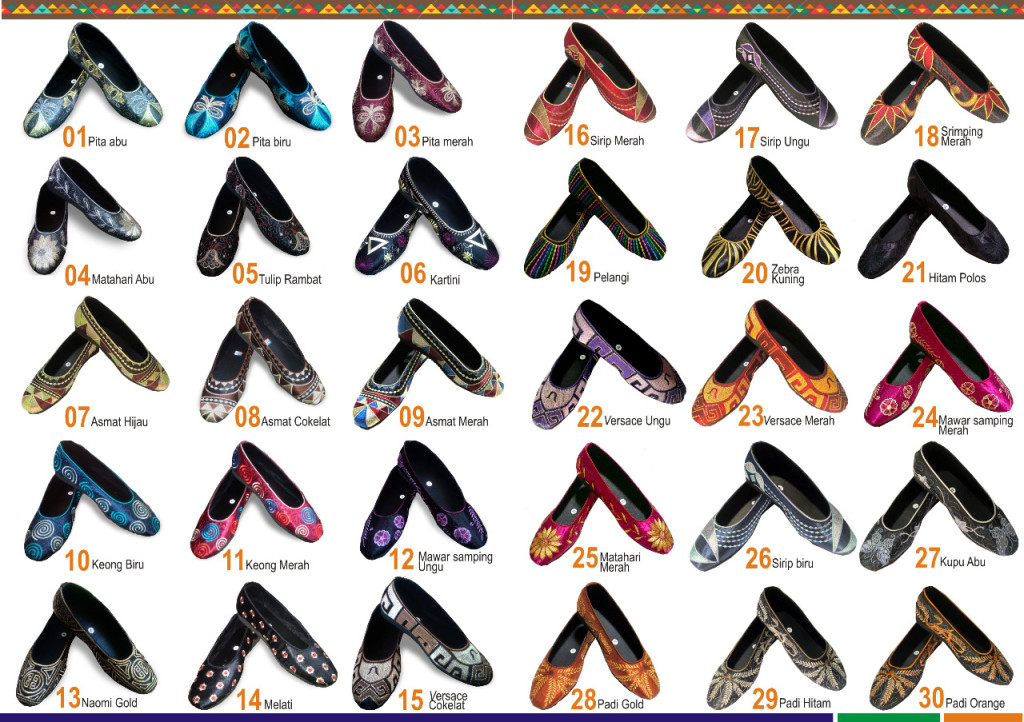 01 Pita abu
02 Pita biru
03 Pita merah
04 Matahari Abu
05 Tulip Rambat
06 Kartini
07 Asmat Hijau
08 Asmat Cokelat
09 Asmat Merah
10 Keong Biru
11 Keong Merah
12 Mawar samping
Ungu
13 Naomi Gold
14 Melati
15 Versace
Cokelat
16 Sirip Merah
17 Sirip Ungu
18 Srimping
Merah
19 Pelangi
20 Zebra
Kuning
21 Hitam Polos
22 Versace Ungu
23 Versace Merah
24 Mawar samping
Merah
25 Matahari
Merah
26 Sirip biru
27 Kupu Abu
28 Padi Gold
29 Padi Hitam
30 Padi Orange